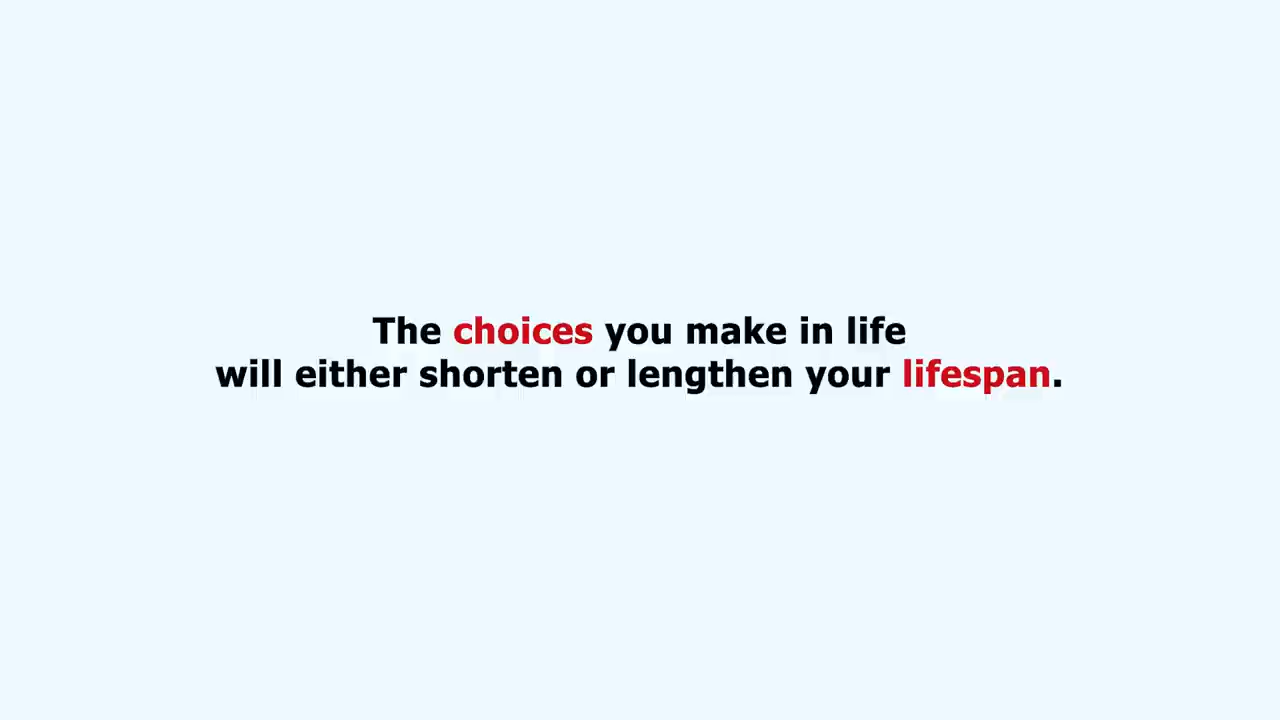 The choices you make in life
will either shorten or lengthen your lifespan.